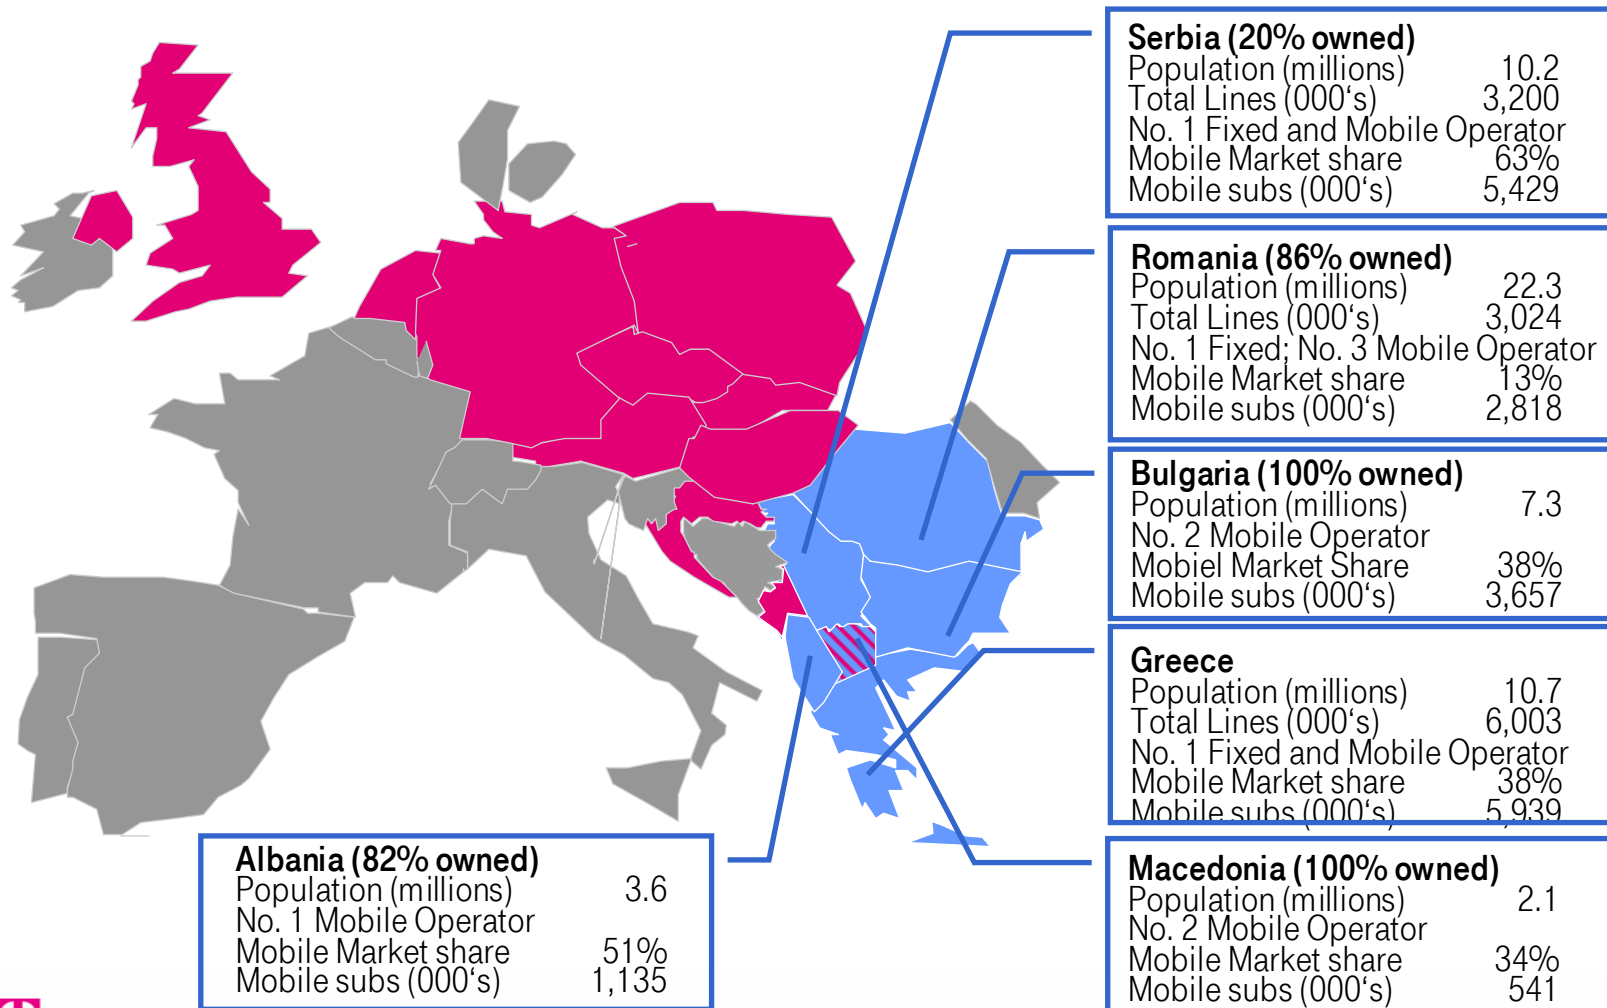 Serbia (20% owned)
Population (millions) 10.2
Total Lines (000‘s) 3,200
No. 1 Fixed and Mobile Operator
Mobile Market share 63%
Mobile subs (000‘s) 5,429
Romania (86% owned)
Population (millions) 22.3
Total Lines (000‘s) 3,024
No. 1 Fixed; No. 3 Mobile Operator
Mobile Market share 13%
Mobile subs (000‘s) 2,818
Bulgaria (100% owned)
Population (millions) 7.3
No. 2 Mobile Operator
Mobiel Market Share 38%
Mobile subs (000‘s) 3,657
Greece
Population (millions) 10.7
Total Lines (000‘s) 6,003
No. 1 Fixed and Mobile Operator
Mobile Market share 38%
Mobile subs (000‘s) 5,939
Macedonia (100% owned)
Population (millions) 2.1
No. 2 Mobile Operator
Mobile Market share 34%
Mobile subs (000‘s) 541
Albania (82% owned)
Population (millions) 3.6
No. 1 Mobile Operator
Mobile Market share 51%
Mobile subs (000‘s) 1,135